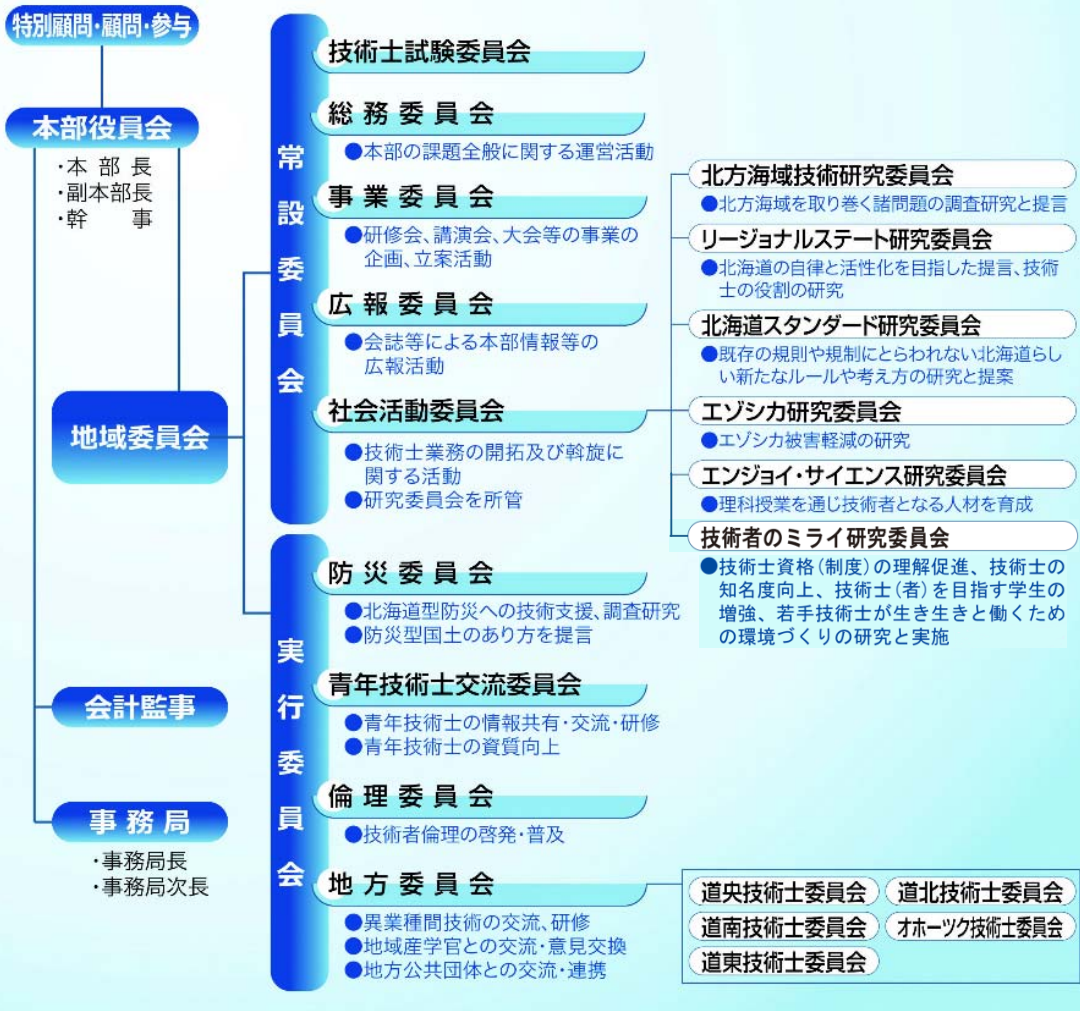 特別顧問・顧問・参与
本部役員会
・本 部 長
・副本部長
・幹　　事
地域委員会
会計監事
事 務 局
・事務局長
・事務局次長
常設委員会
技術士試験委員会
総 務 委 員 会
●本部の課題全般に関する運営活動
事 業 委 員 会
●研修会、講演会、大会等の事業の
企画、立案活動
広 報 委 員 会
●会誌等による本部情報等の
広報活動
社会活動委員会
●技術士業務の開拓及び斡旋に
関する活動
●研究委員会を所管
北方海域技術研究委員会
●北方海域を取り巻く諸問題の調査研究と提言
リージョナルステート研究委員会
●北海道の自律と活性化を目指した提言、技術
士の役割の研究
北海道スタンダード研究委員会
●既存の規則や規制にとらわれない北海道らし
い新たなルールや考え方の研究と提案
エゾシカ研究委員会
●エゾシカ被害軽減の研究
エンジョイ・サイエンス研究委員会
●理科授業を通じ技術者となる人材を育成
技術者のミライ研究委員会
●技術士資格(制度)の理解促進、技術士の
知名度向上、技術士(者)を目指す学生の
増強、若手技術士が生き生きと働くため
の環境づくりの研究と実施
実行委員会
防 災 委 員 会
●北海道型防災への技術支援、調査研究
●防災型国土のあり方を提言
青年技術士交流委員会
●青年技術士の情報共有・交流・研修
●青年技術士の資質向上
倫 理 委 員 会
●技術者倫理の啓発・普及
地 方 委 員 会
●異業種間技術の交流、研修
●地域産学官との交流・意見交換
●地方公共団体との交流・連携
道央技術士委員会
道北技術士委員会
道南技術士委員会
オホーツク技術士委員会
道東技術士委員会